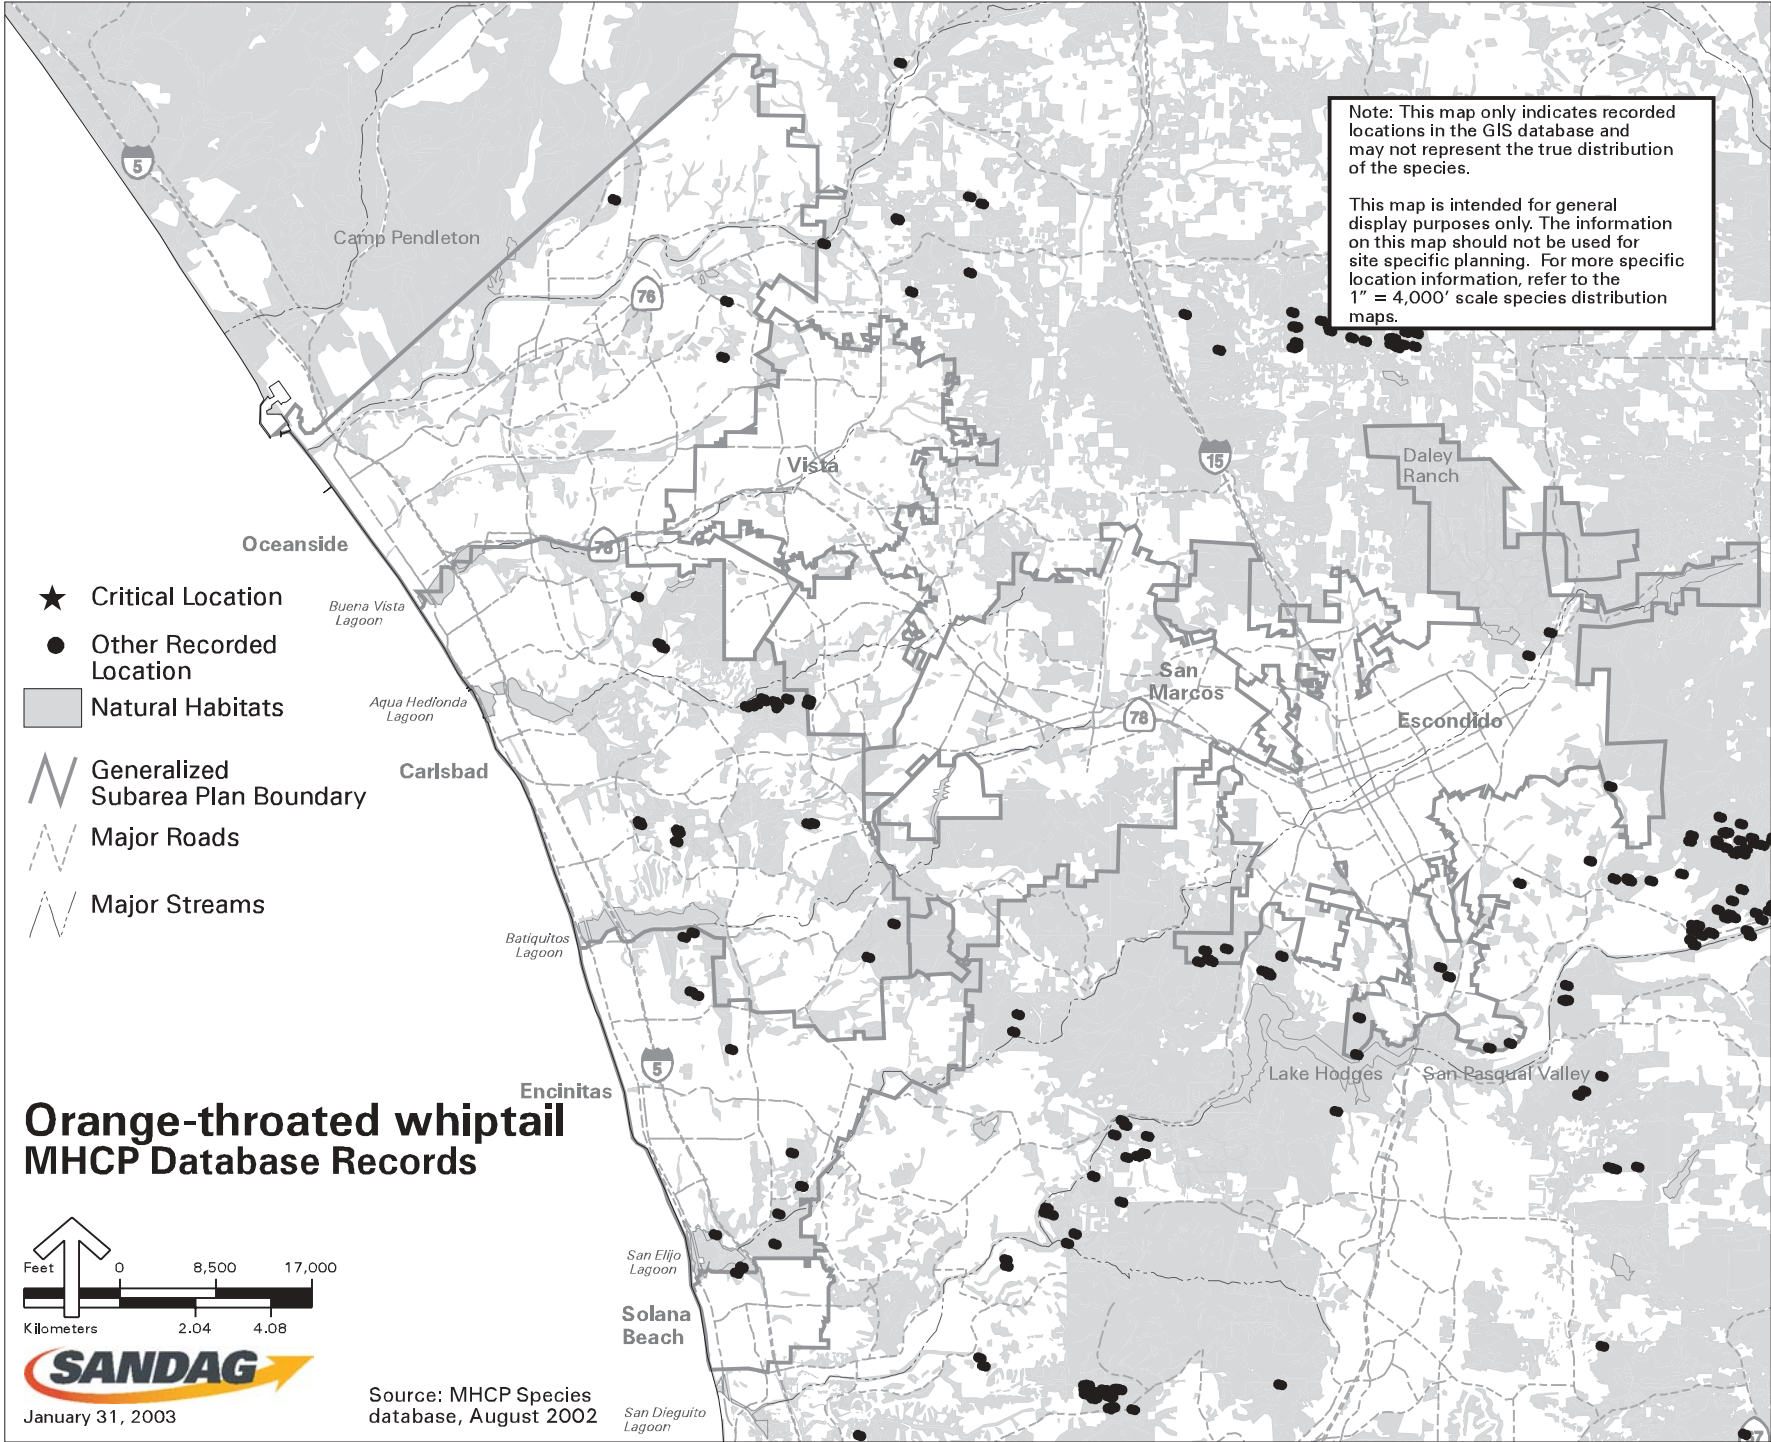 Note: This map only indicates recorded
locations in the GIS database and
may not represent the true distribution
of the species.
This map is intended for general
display purposes only. The information
on this map should not be used for
site specific planning. For more specific
location information, refer to the
1" = 4,000' scale species distribution
maps.
5
Camp Pendleton
76
15
Daley
Ranch
Vista
Oceanside
78
Critical Location
Buena Vista
Lagoon
Other Recorded
Location
San
Marcos
Natural Habitats
Aqua Hedionda
Lagoon
78
Escondido
Generalized
Subarea Plan Boundary
Carlsbad
Major Roads
Major Streams
Batiquitos
Lagoon
5
Lake Hodges
San Pasqual Valley
Encinitas
Orange-throated whiptail
MHCP Database Records
San Elijo
Lagoon
Feet 0 8,500 17,000
Kilometers 2.04 4.08
Solana
Beach
SANDAG
January 31, 2003
Source: MHCP Species
database, August 2002
San Dieguito
Lagoon